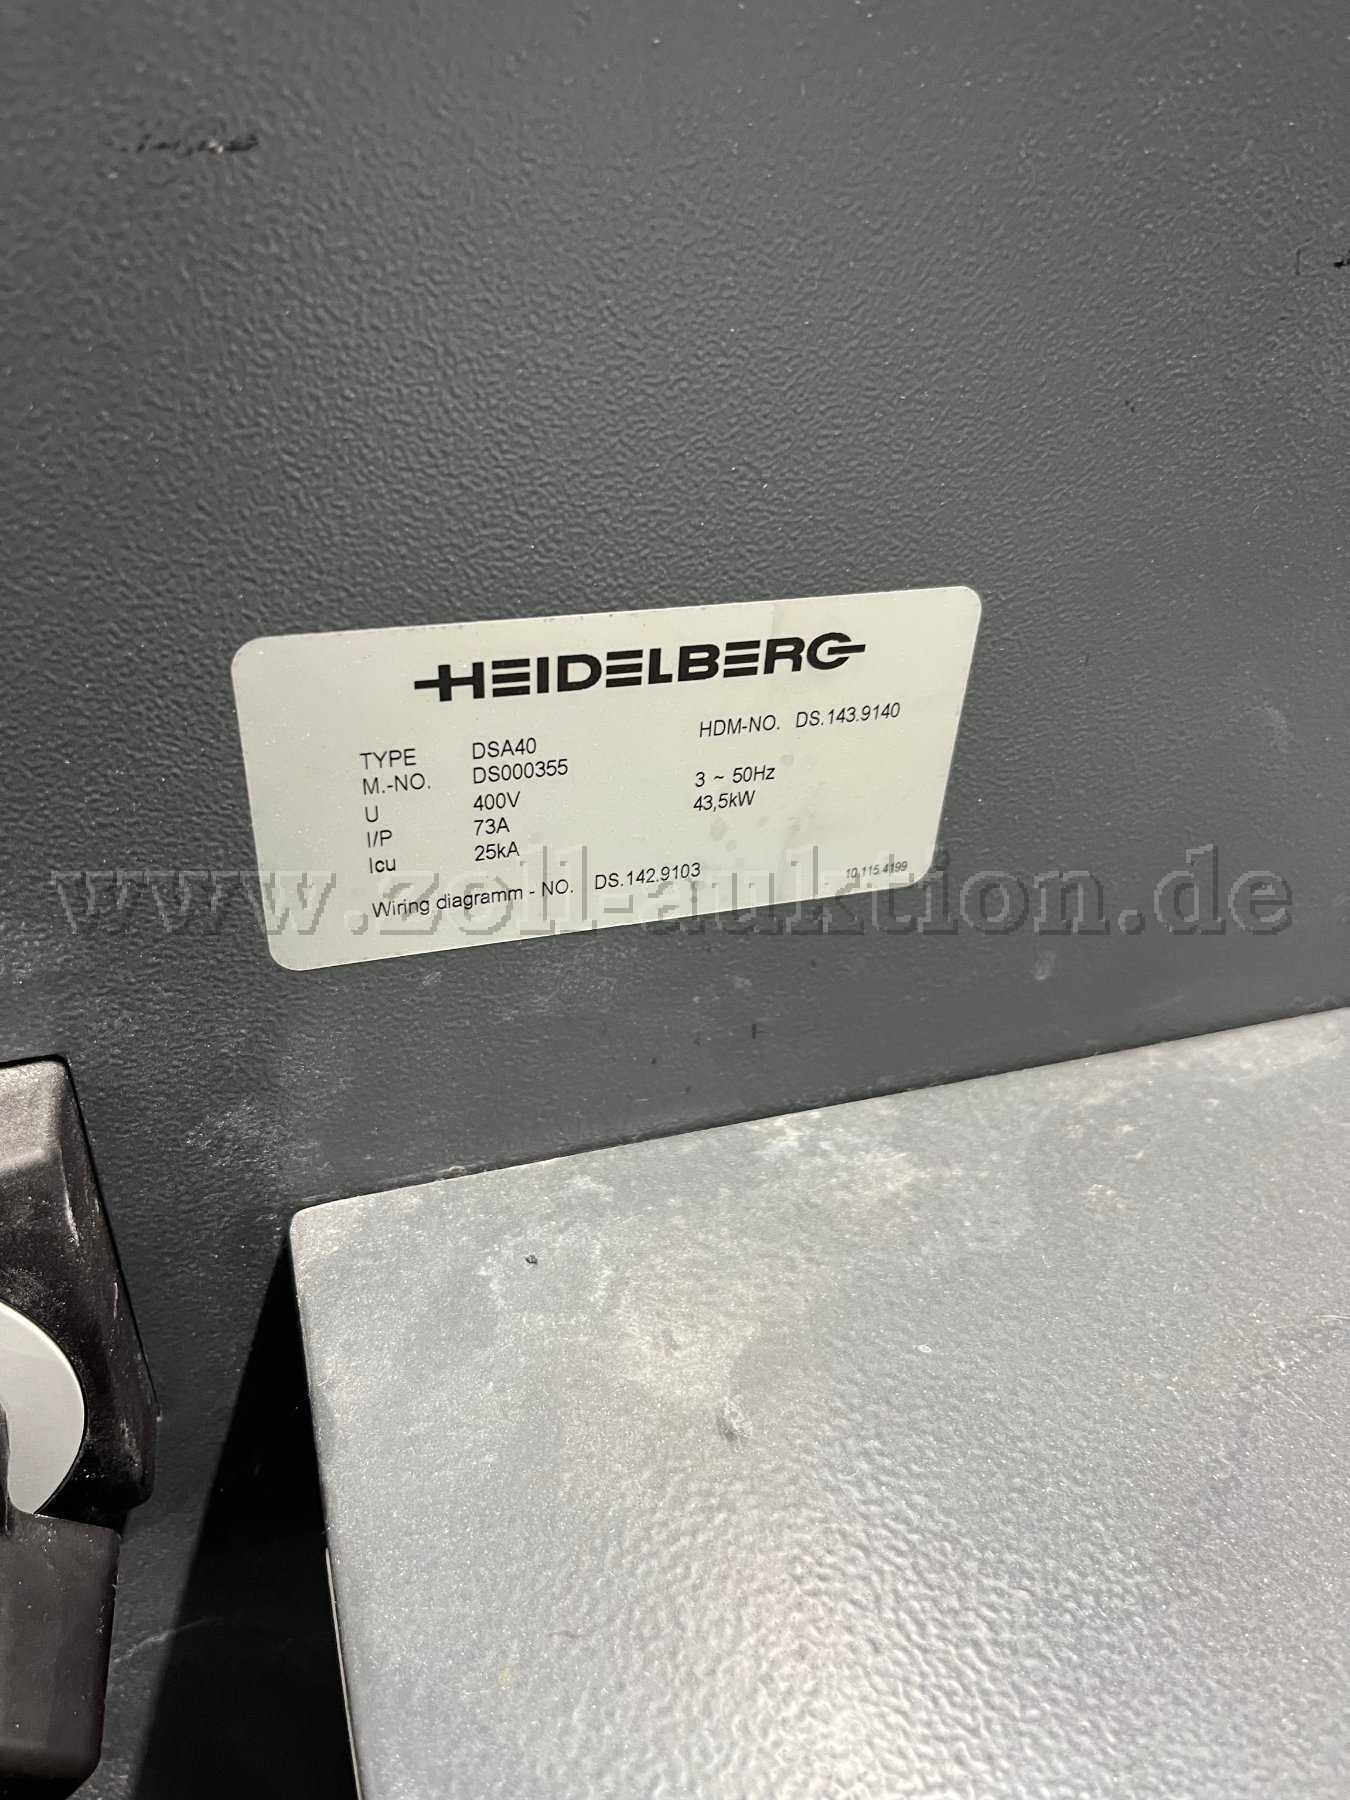 HEIDELBERG
TYPE DSA40 HDM-NO. DS.143.9140
M.-NO. DS000355
U 400V 3 ~ 50Hz
I/P 73A 43,5kW
Icu 25kA
Wiring diagramm - NO. DS.142.9103 10.115.4199
www.zoll-auktion.de